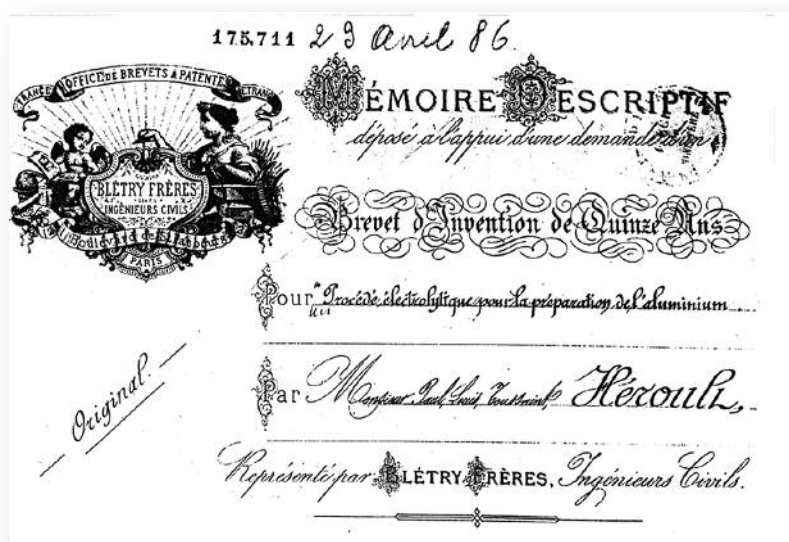 175.711 23 Avril 86.
OFFICE DE BREVETS & PATENTES
FRANCE ETRANGER
BLÉTRY FRÈRES
INGÉNIEURS CIVILS
Boulevard de Strasbourg
PARIS
MÉMOIRE DESCRIPTIF
déposé à l'appui d'une demande d'un
Brevet d'Invention de Quinze Ans
Pour un "Procédé électrolytique pour la préparation de l'aluminium
Original.
Par Monsieur Paul, Louis, Toussaint, Héroult,
Représenté par BLÉTRY FRÈRES, Ingénieurs Civils.